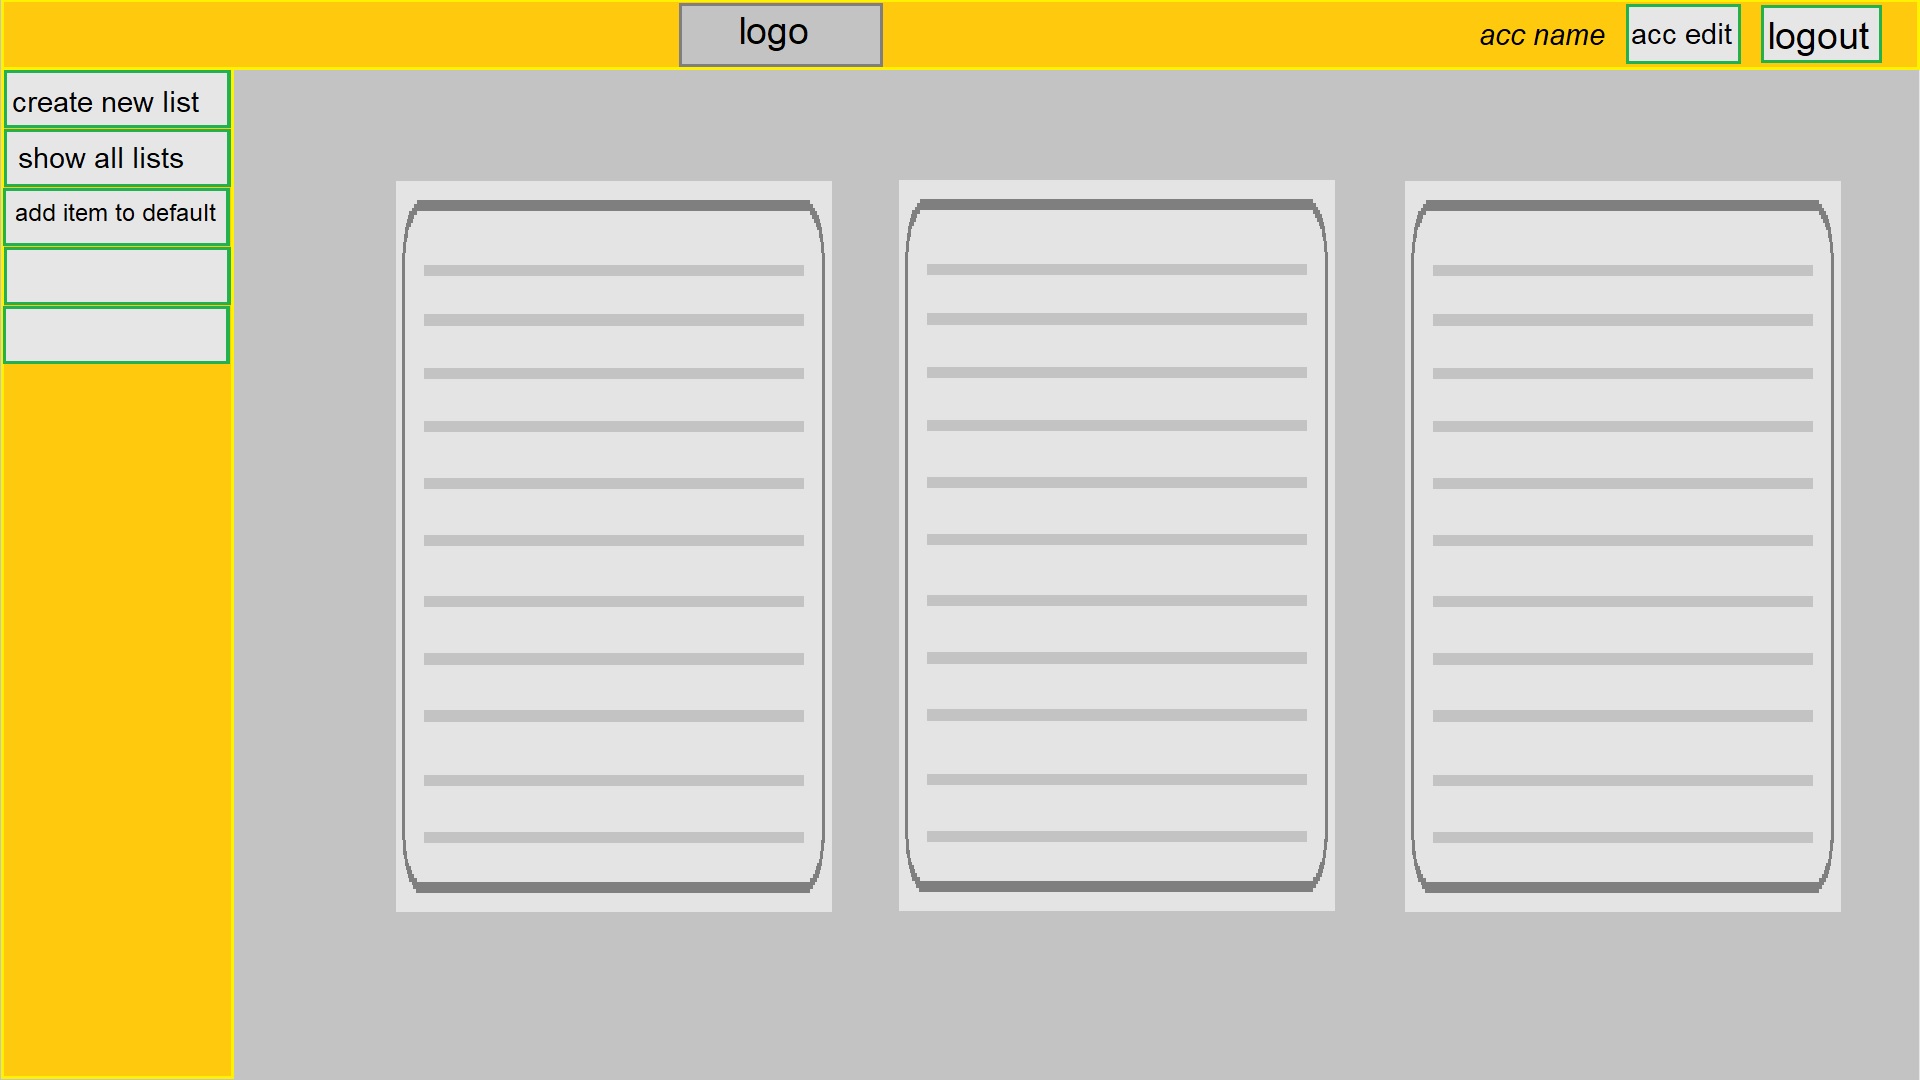 logo
acc name
acc edit
logout
create new list
show all lists
add item to default